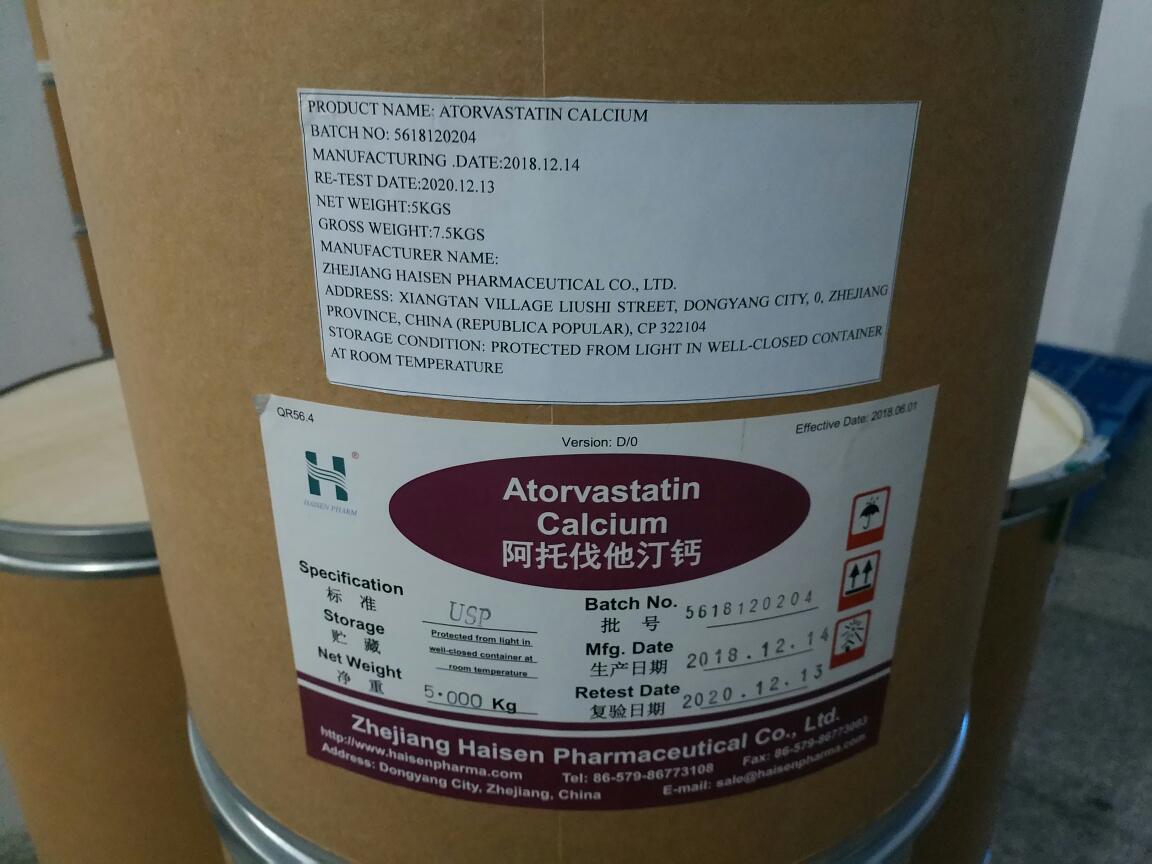 PRODUCT NAME: ATORVASTATIN CALCIUM
BATCH NO: 5618120204
MANUFACTURING .DATE:2018.12.14
RE-TEST DATE:2020.12.13
NET WEIGHT:5KGS
GROSS WEIGHT:7.5KGS
MANUFACTURER NAME:
ZHEJIANG HAISEN PHARMACEUTICAL CO., LTD.
ADDRESS: XIANGTAN VILLAGE LIUSHI STREET, DONGYANG CITY, 0, ZHEJIANG
PROVINCE, CHINA (REPUBLICA POPULAR), CP 322104
STORAGE CONDITION: PROTECTED FROM LIGHT IN WELL-CLOSED CONTAINER
AT ROOM TEMPERATURE
QR56.4
Version: D/0
Effective Date: 2018.06.01
H ®
HAISEN PHARM
Atorvastatin
Calcium
阿托伐他汀钙
Specification
标 准
USP
Storage
贮 藏
Protected from light in
well-closed container at
room temperature
Net Weight
净 重
5.000 Kg
Batch No.
批 号
5618120204
Mfg. Date
生产日期
2018.12.14
Retest Date
复验日期
2020.12.13
Zhejiang Haisen Pharmaceutical Co., Ltd.
http://www.haisenpharma.com
Tel: 86-579-86773108
Fax: 86-579-86773083
Address: Dongyang City, Zhejiang, China
E-mail: sale@haisenpharma.com